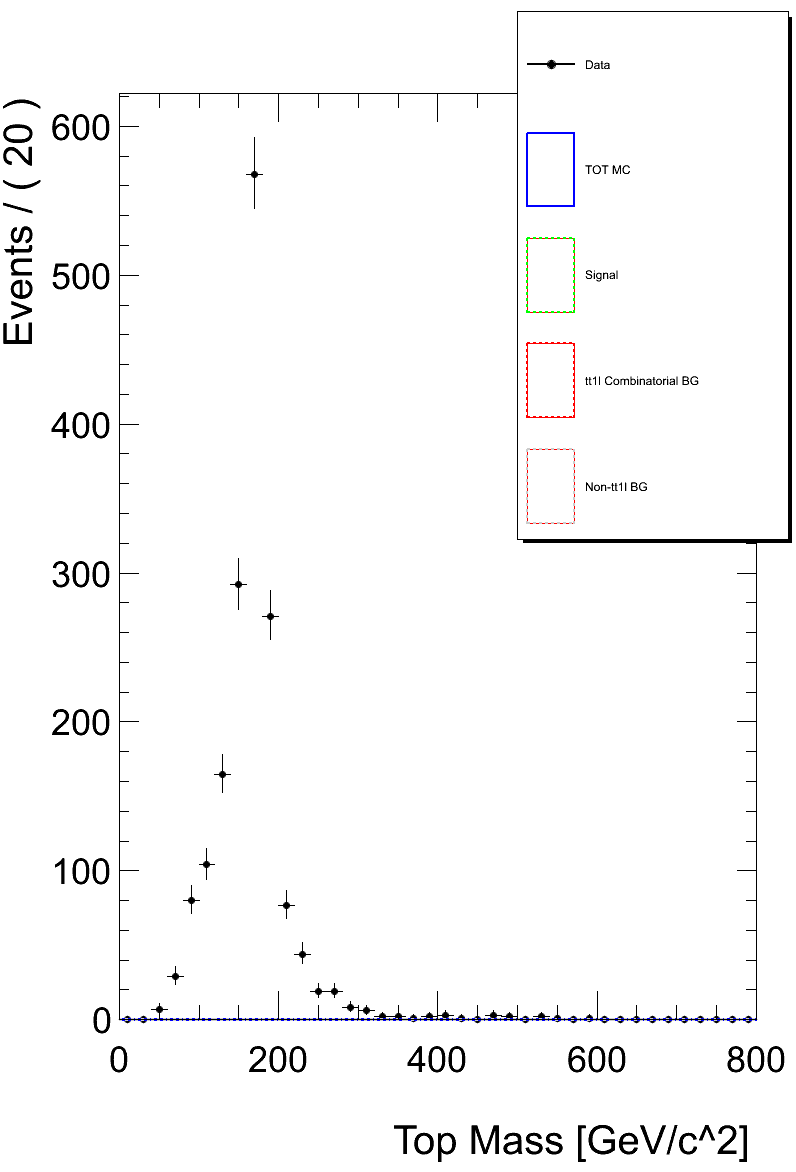 Data
TOT MC
Signal
tt1l Combinatorial BG
Non-tt1l BG
Events / ( 20 )
600
500
400
300
200
100
0
0 200 400 600 800
Top Mass [GeV/c^2]